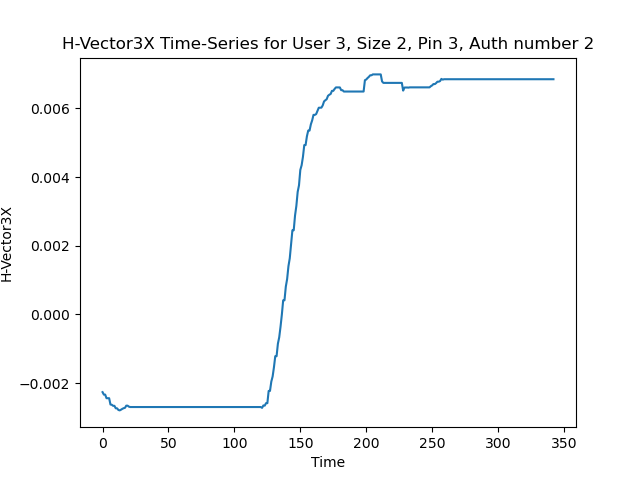 H-Vector3X Time-Series for User 3, Size 2, Pin 3, Auth number 2
H-Vector3X
0.006
0.004
0.002
0.000
−0.002
0 50 100 150 200 250 300 350
Time